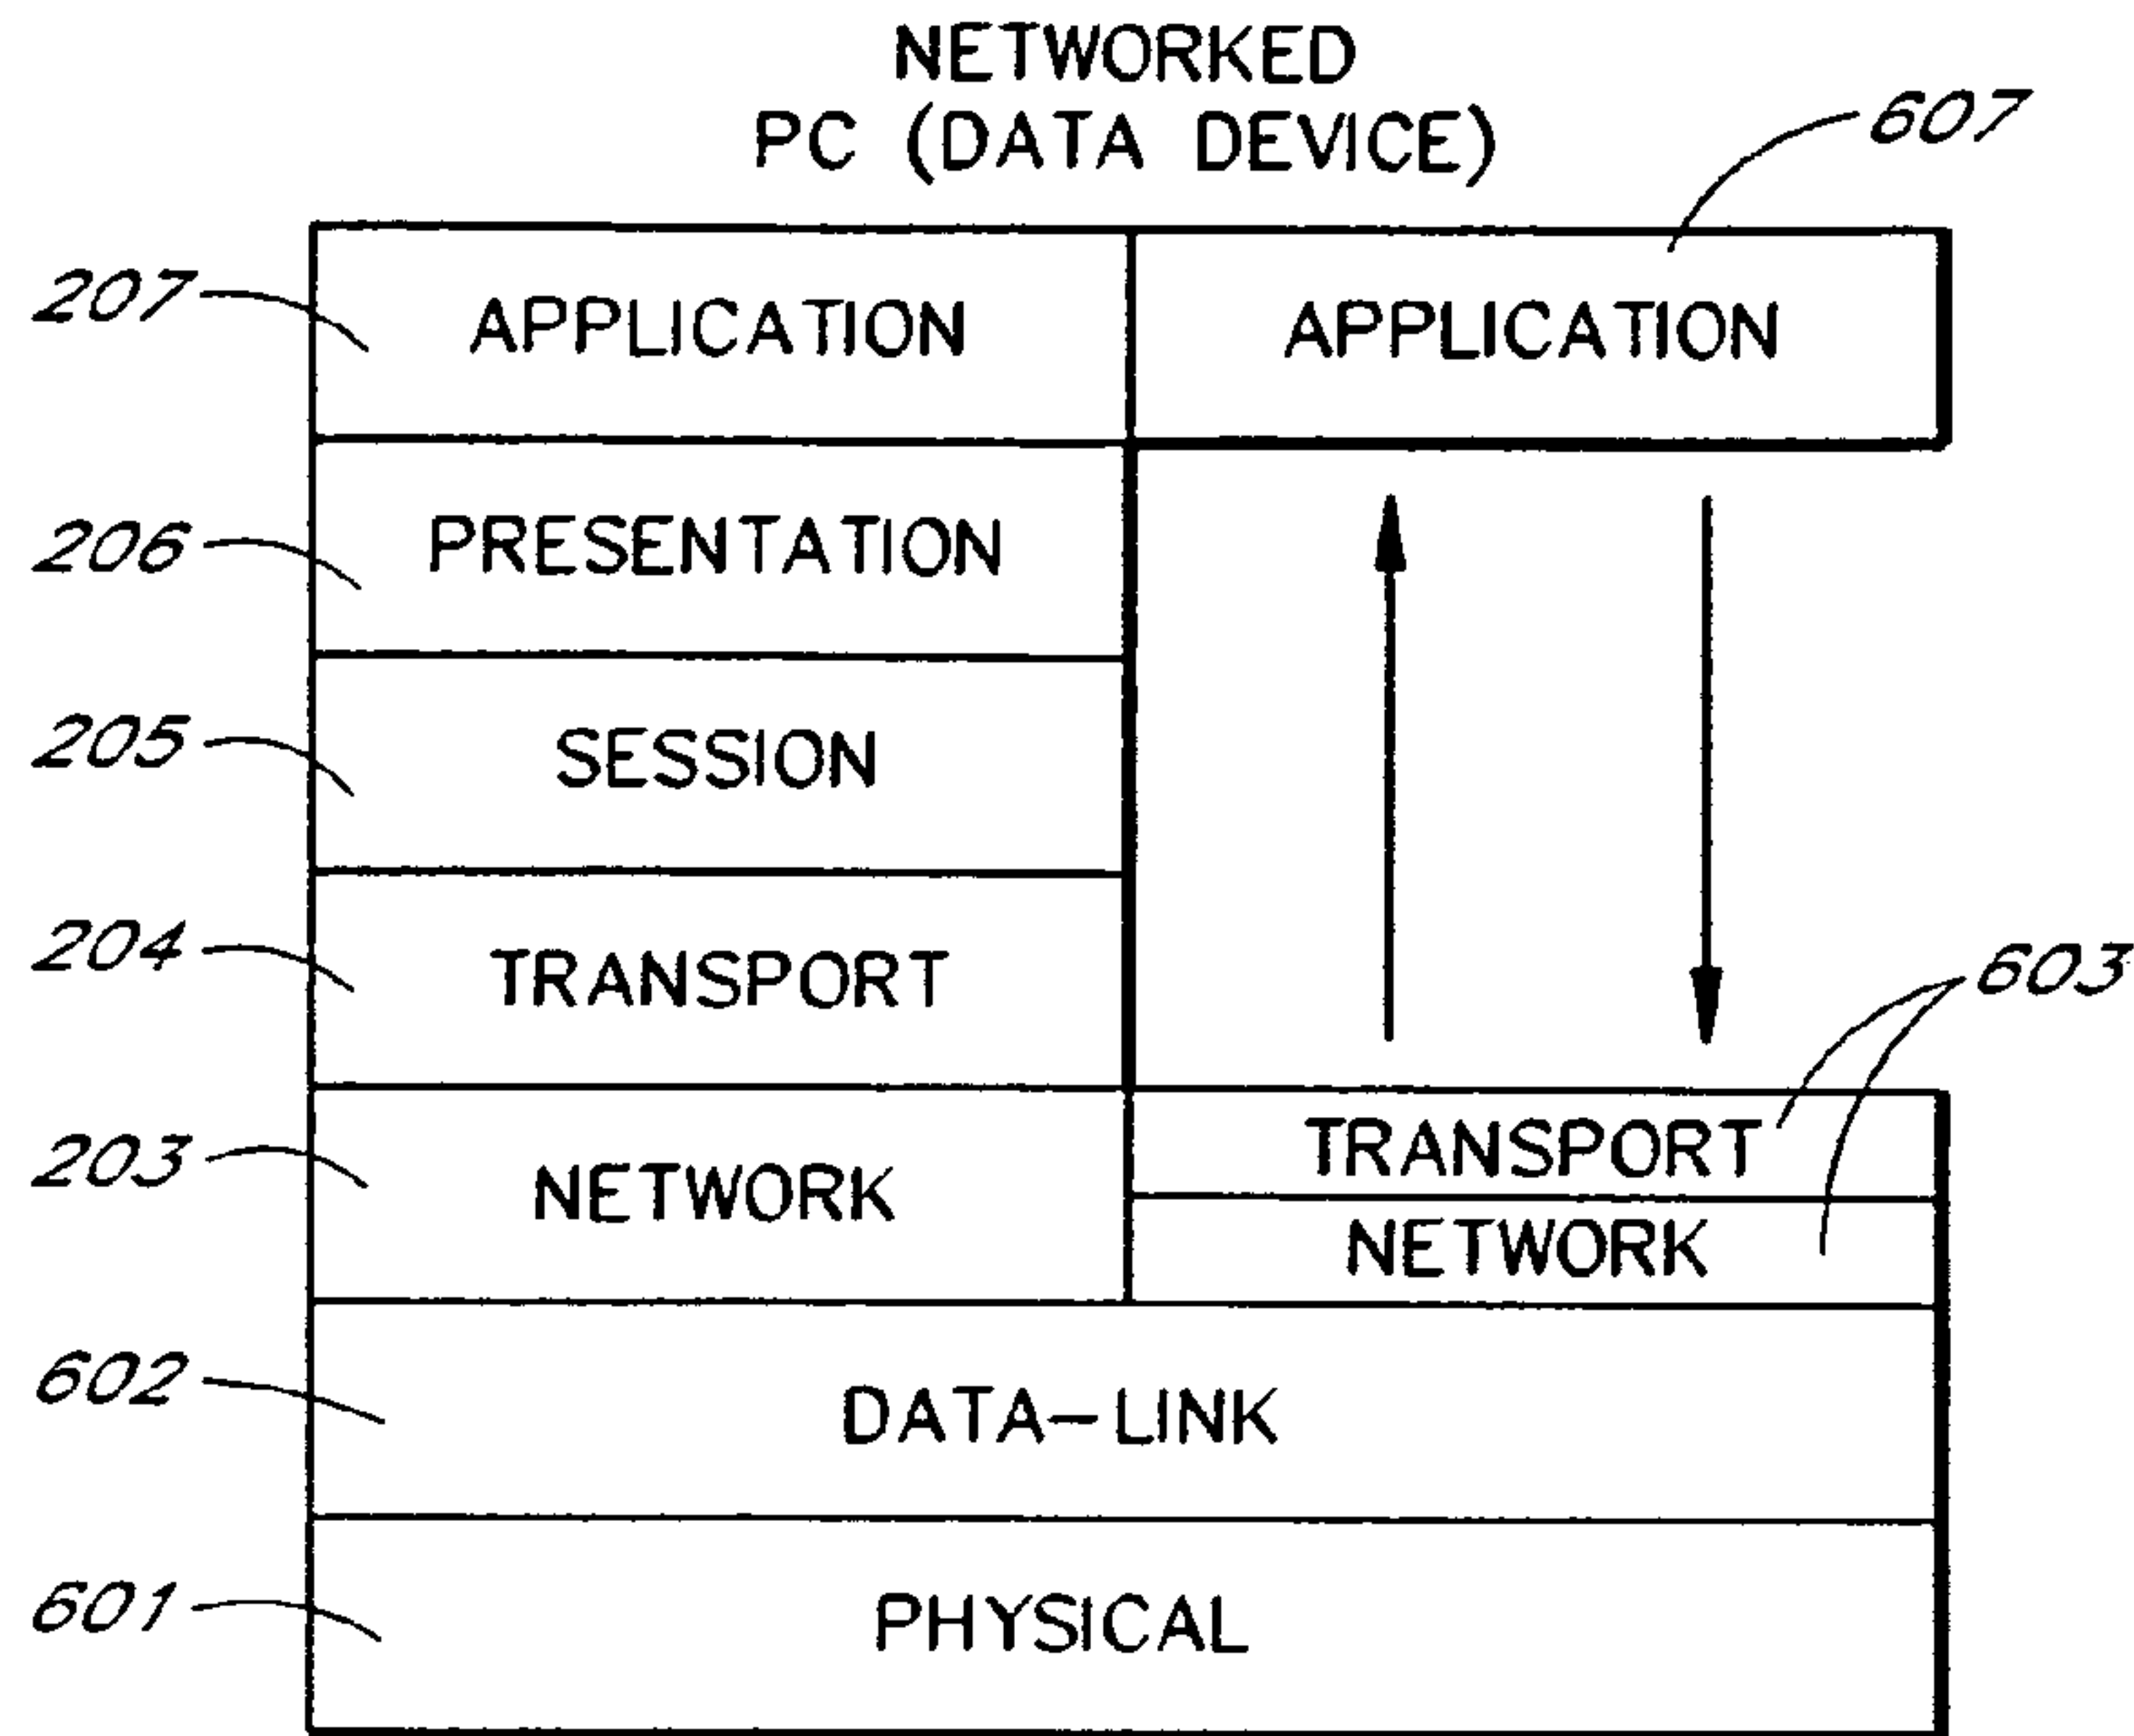 NETWORKED
PC (DATA DEVICE)
607
207
APPLICATION
APPLICATION
206
PRESENTATION
205
SESSION
204
TRANSPORT
603
203
NETWORK
TRANSPORT
NETWORK
602
DATA-LINK
601
PHYSICAL